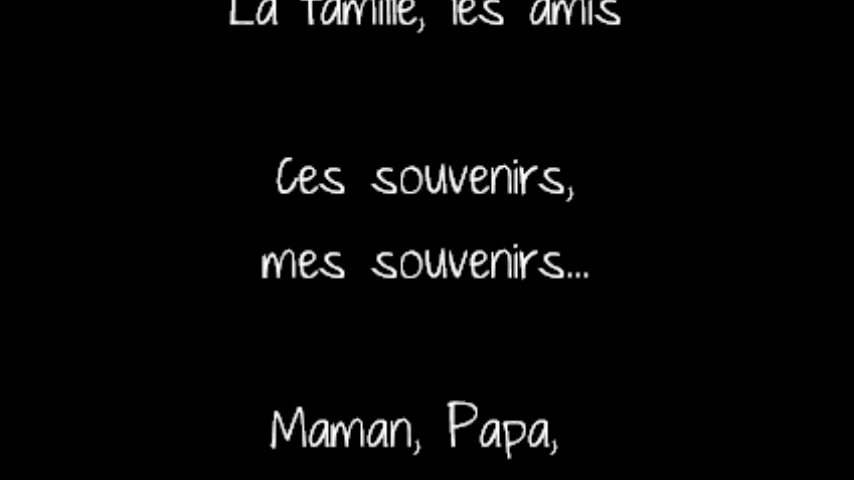 La famille, les amis
Ces souvenirs,
mes souvenirs...
Maman, Papa,